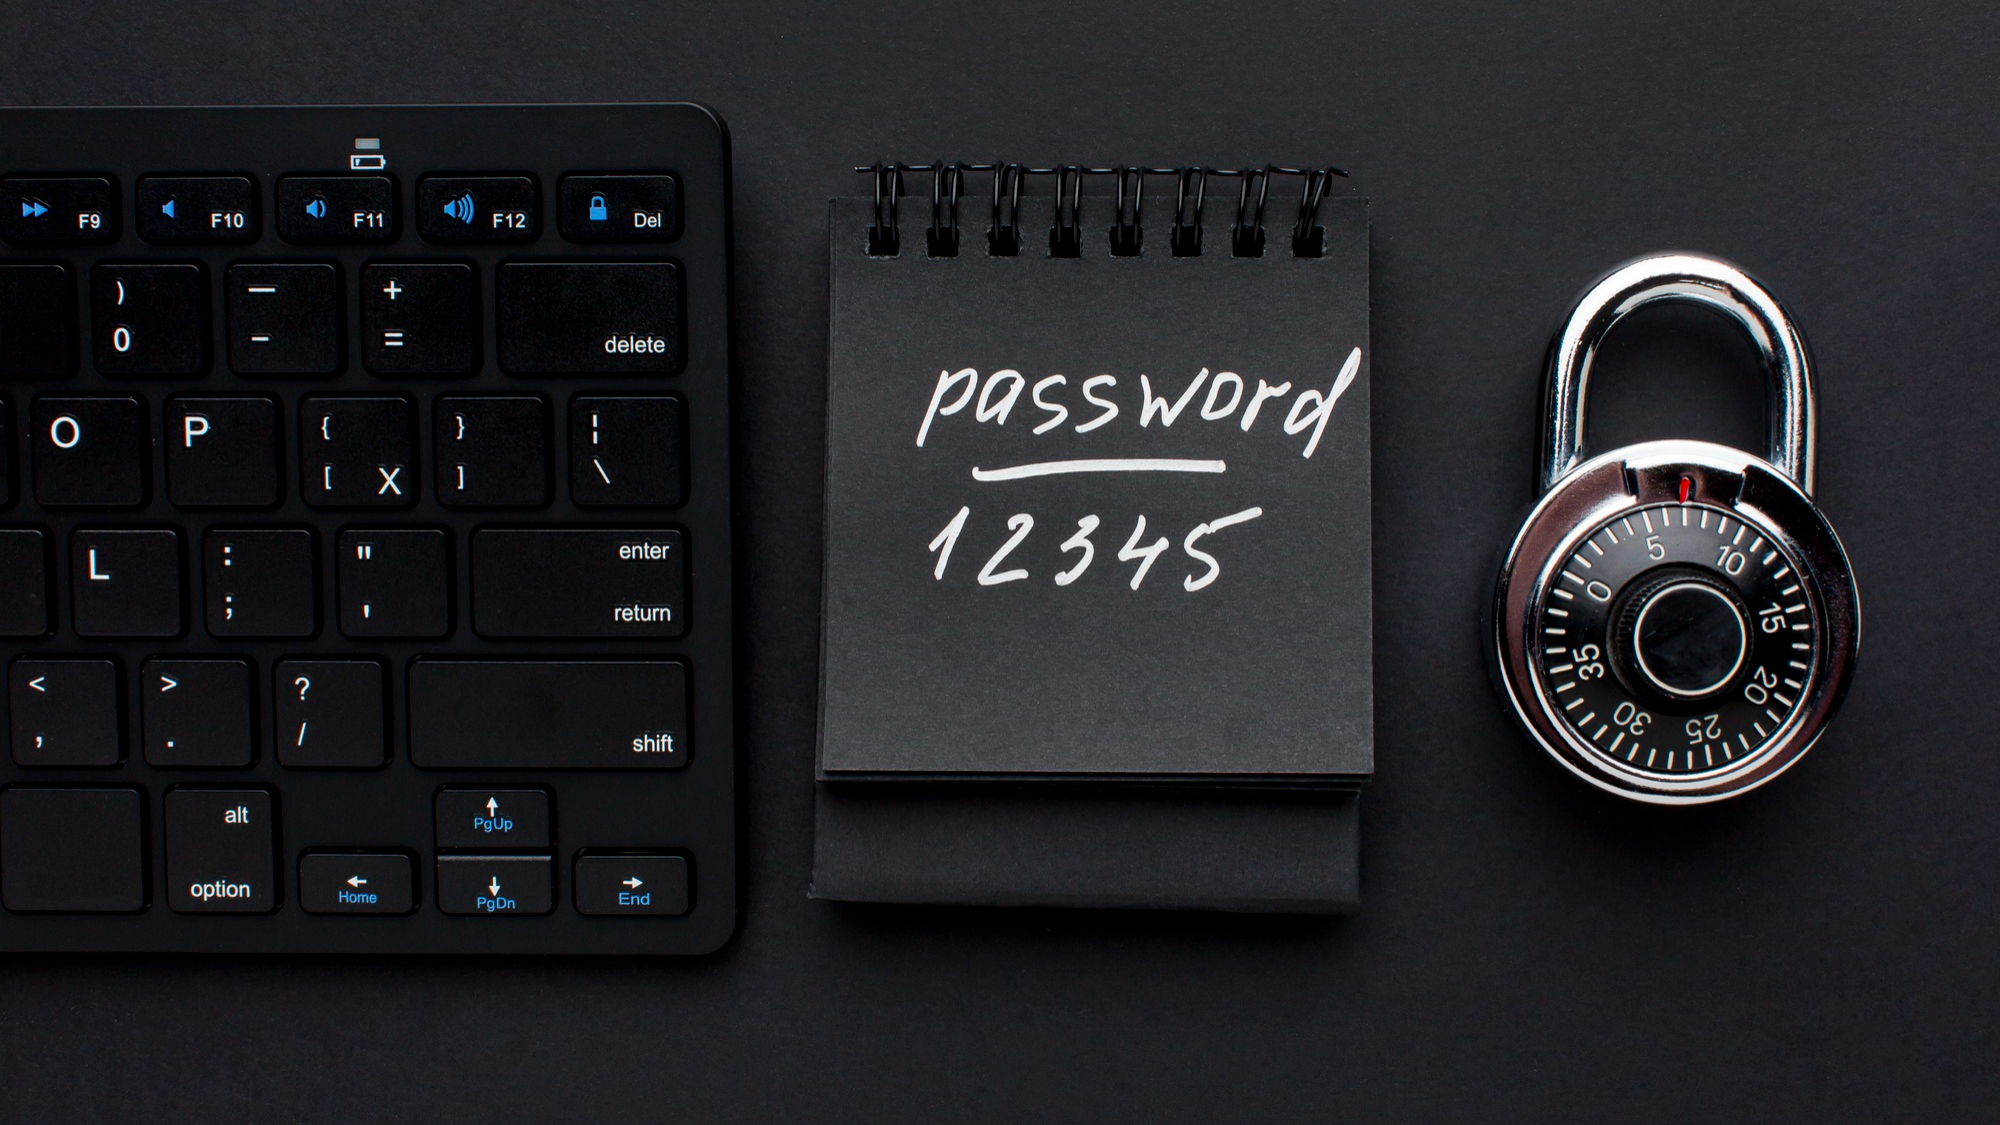 F9 F10 F11 F12 Del
) — + 
0 - = delete
O P { } ¦
[ X ] \
L : " enter
; ' return
< > ?
, . / shift
alt
option
PgUp
Home PgDn End
password
12345
0 5 10 15 20 25 30 35